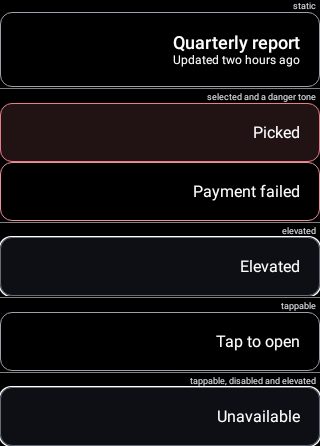 static
Quarterly report
Updated two hours ago
selected and a danger tone
Picked
Payment failed
elevated
Elevated
tappable
Tap to open
tappable, disabled and elevated
Unavailable